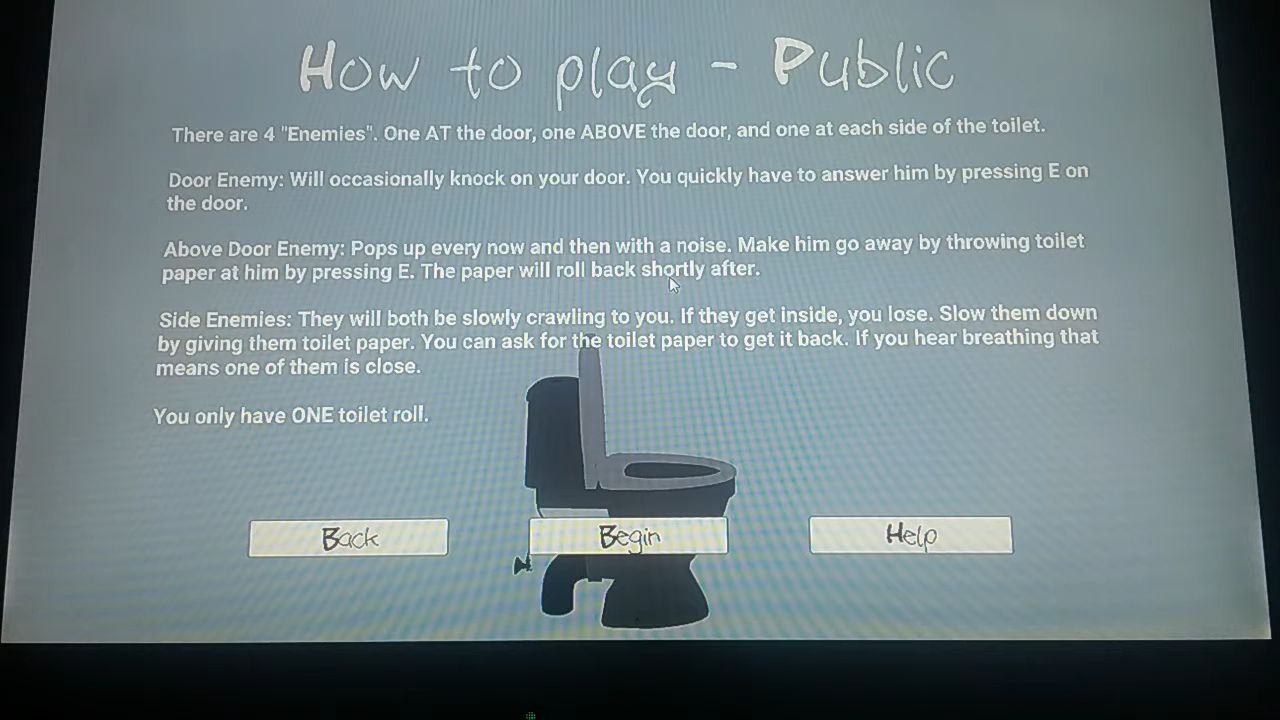 How to play - Public
There are 4 "Enemies". One AT the door, one ABOVE the door, and one at each side of the toilet.
Door Enemy: Will occasionally knock on your door. You quickly have to answer him by pressing E on
the door.
Above Door Enemy: Pops up every now and then with a noise. Make him go away by throwing toilet
paper at him by pressing E. The paper will roll back shortly after.
Side Enemies: They will both be slowly crawling to you. If they get inside, you lose. Slow them down
by giving them toilet paper. You can ask for the toilet paper to get it back. If you hear breathing that
means one of them is close.
You only have ONE toilet roll.
Back
Begin
Help